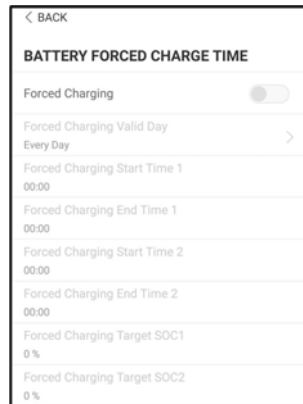 < BACK
BATTERY FORCED CHARGE TIME
Forced Charging
Forced Charging Valid Day
Every Day
Forced Charging Start Time 1
00:00
Forced Charging End Time 1
00:00
Forced Charging Start Time 2
00:00
Forced Charging End Time 2
00:00
Forced Charging Target SOC1
0 %
Forced Charging Target SOC2
0 %